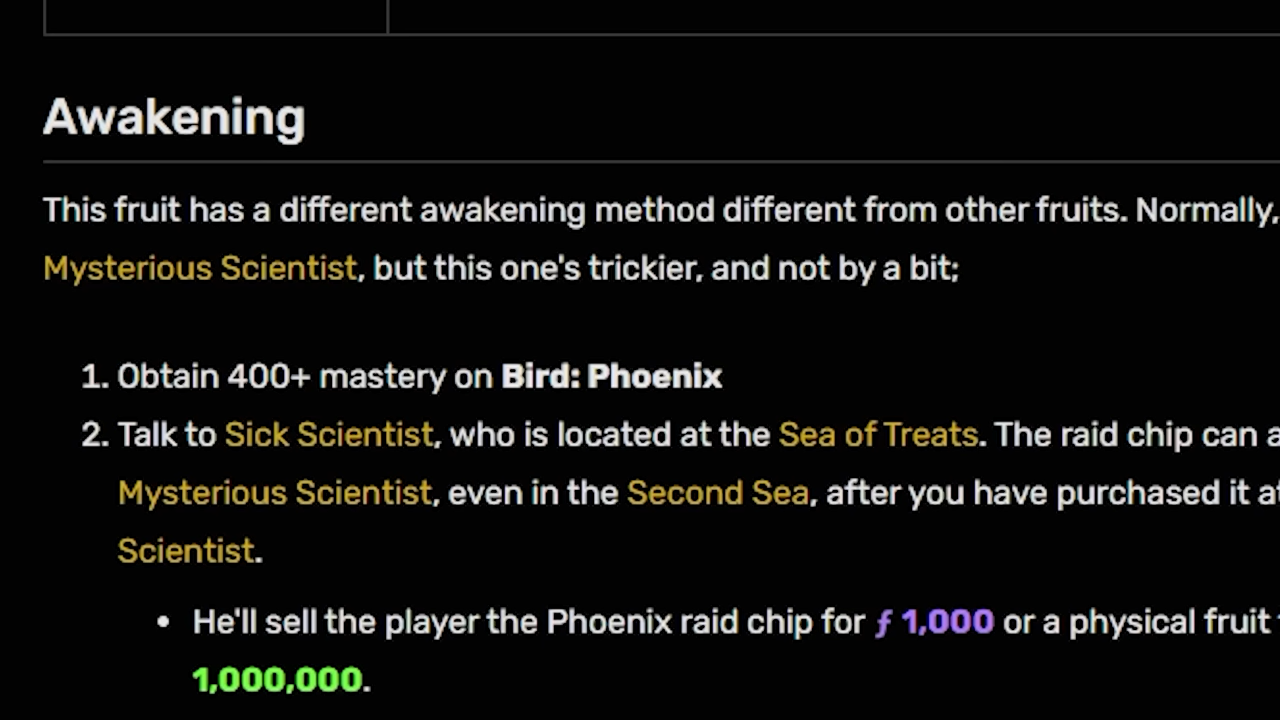 Awakening
This fruit has a different awakening method different from other fruits. Normally,
Mysterious Scientist, but this one's trickier, and not by a bit;
1. Obtain 400+ mastery on Bird: Phoenix
2. Talk to Sick Scientist, who is located at the Sea of Treats. The raid chip can a
Mysterious Scientist, even in the Second Sea, after you have purchased it at
Scientist.
• He'll sell the player the Phoenix raid chip for ƒ 1,000 or a physical fruit
1,000,000.